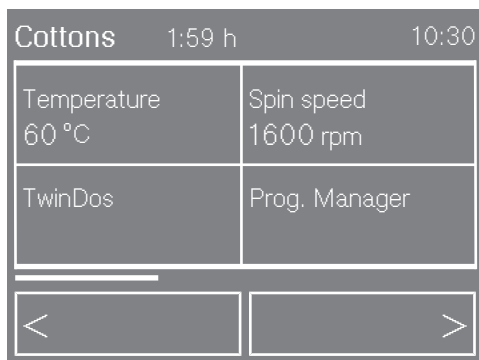 Cottons 1:59 h 10:30
Temperature Spin speed
60 °C 1600 rpm
TwinDos Prog. Manager
< >